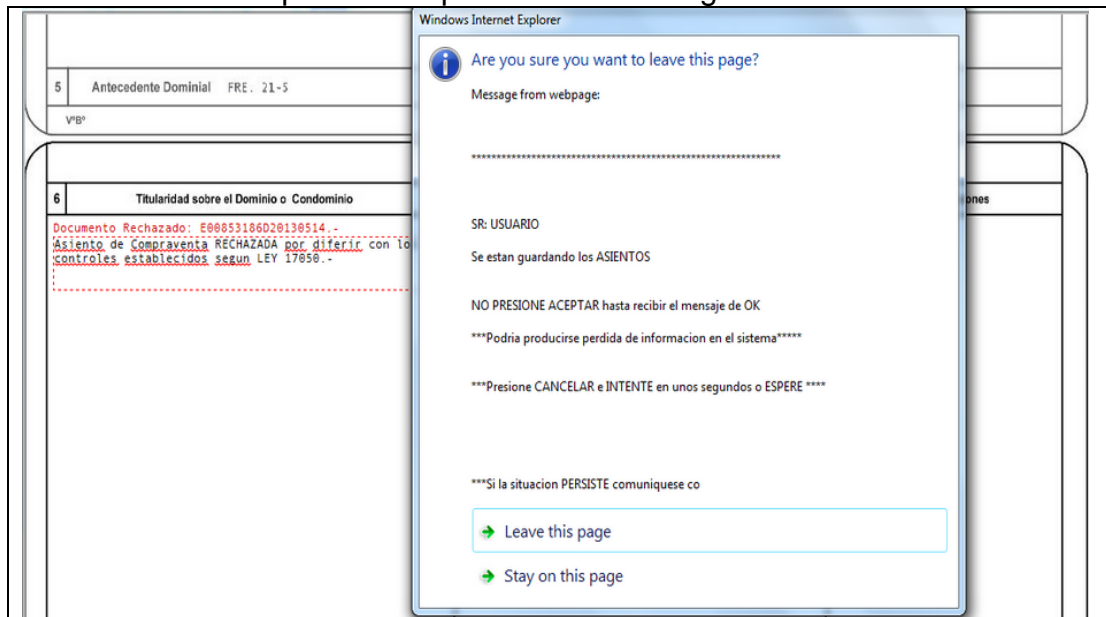 Windows Internet Explorer
Are you sure you want to leave this page?
Message from webpage:
**************************************************************
SR: USUARIO
Se estan guardando los ASIENTOS
NO PRESIONE ACEPTAR hasta recibir el mensaje de OK
***Podria producirse perdida de informacion en el sistema*****
***Presione CANCELAR e INTENTE en unos segundos o ESPERE ****
***Si la situacion PERSISTE comuniquese co
Leave this page
Stay on this page
5 Antecedente Dominial FRE. 21-S
VºBº
6 Titularidad sobre el Dominio o Condominio
ones
Documento Rechazado: E00853186D20130514.-
Asiento de Compraventa RECHAZADA por diferir con lo
controles establecidos segun LEY 17050.-